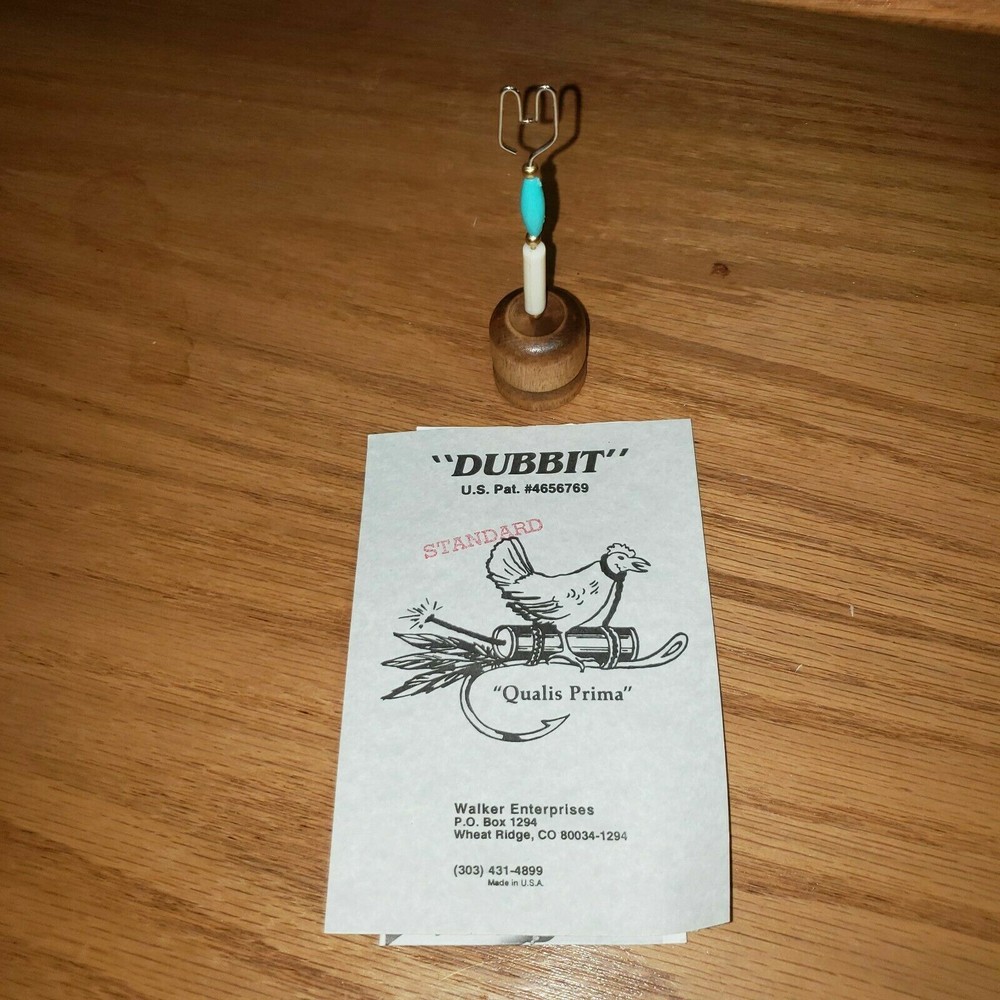 "DUBBIT"
U.S. Pat. #4656769
STANDARD
"Qualis Prima"
Walker Enterprises
P.O. Box 1294
Wheat Ridge, CO 80034-1294
(303) 431-4899
Made in U.S.A.